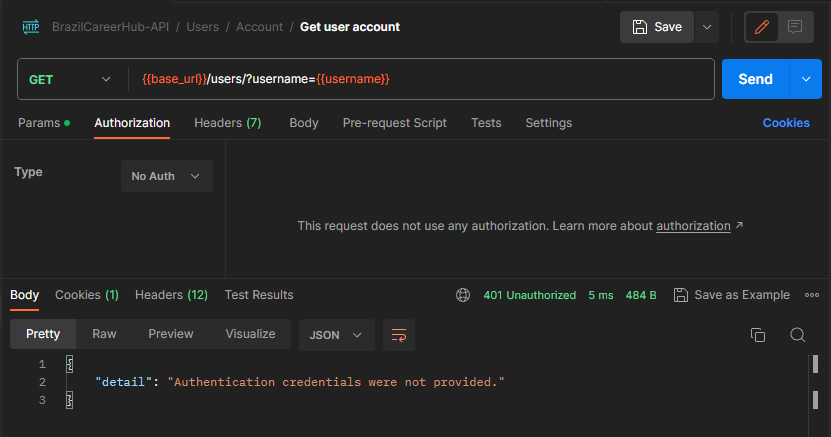 HTTP BrazilCareerHub-API / Users / Account / Get user account Save
GET {{base_url}}/users/?username={{username}} Send
Params Authorization Headers (7) Body Pre-request Script Tests Settings Cookies
Type No Auth
This request does not use any authorization. Learn more about authorization ↗
Body Cookies (1) Headers (12) Test Results 401 Unauthorized 5 ms 484 B Save as Example
Pretty Raw Preview Visualize JSON
1 {
2 "detail": "Authentication credentials were not provided."
3 }